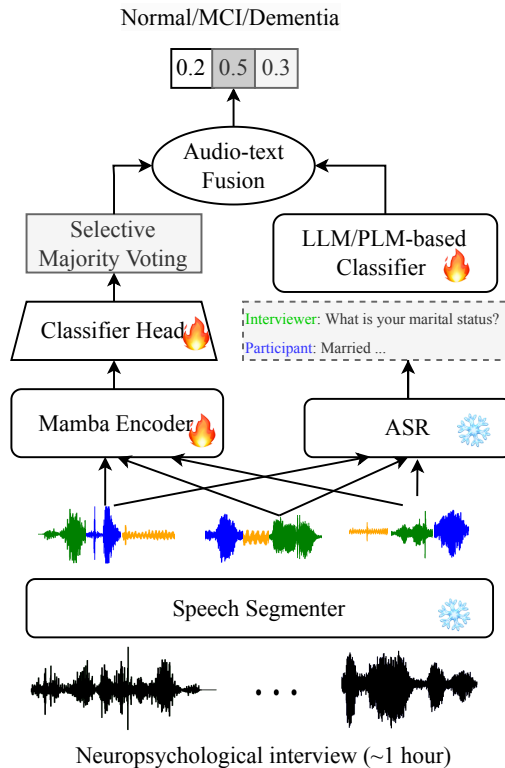 Normal/MCI/Dementia
0.2 0.5 0.3
Audio-text
Fusion
Selective
Majority Voting
LLM/PLM-based
Classifier
Classifier Head
Interviewer: What is your marital status?
Participant: Married ...
Mamba Encoder
ASR
Speech Segmenter
. . .
Neuropsychological interview (~1 hour)